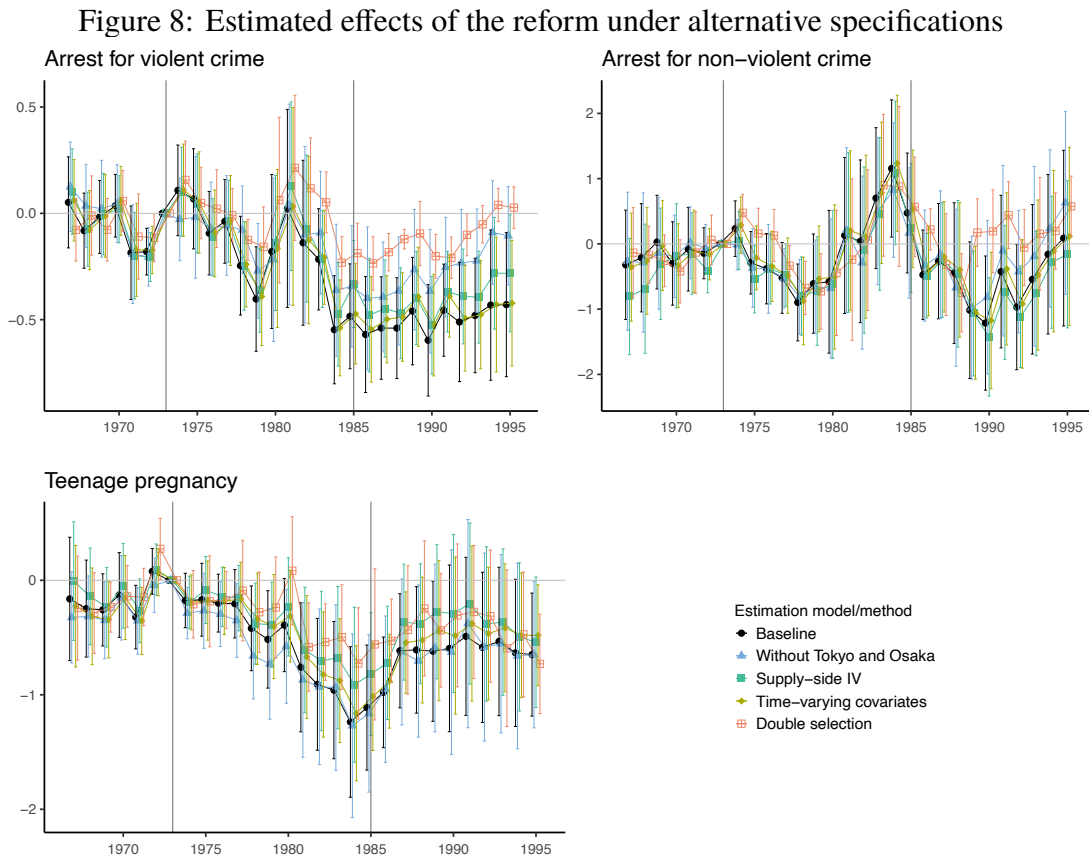 Figure 8: Estimated effects of the reform under alternative specifications
Arrest for violent crime
0.5
0.0
−0.5
1970 1975 1980 1985 1990 1995
Arrest for non−violent crime
2
1
0
−1
−2
1970 1975 1980 1985 1990 1995
Teenage pregnancy
0
−1
−2
1970 1975 1980 1985 1990 1995
Estimation model/method
Baseline
Without Tokyo and Osaka
Supply−side IV
Time−varying covariates
Double selection